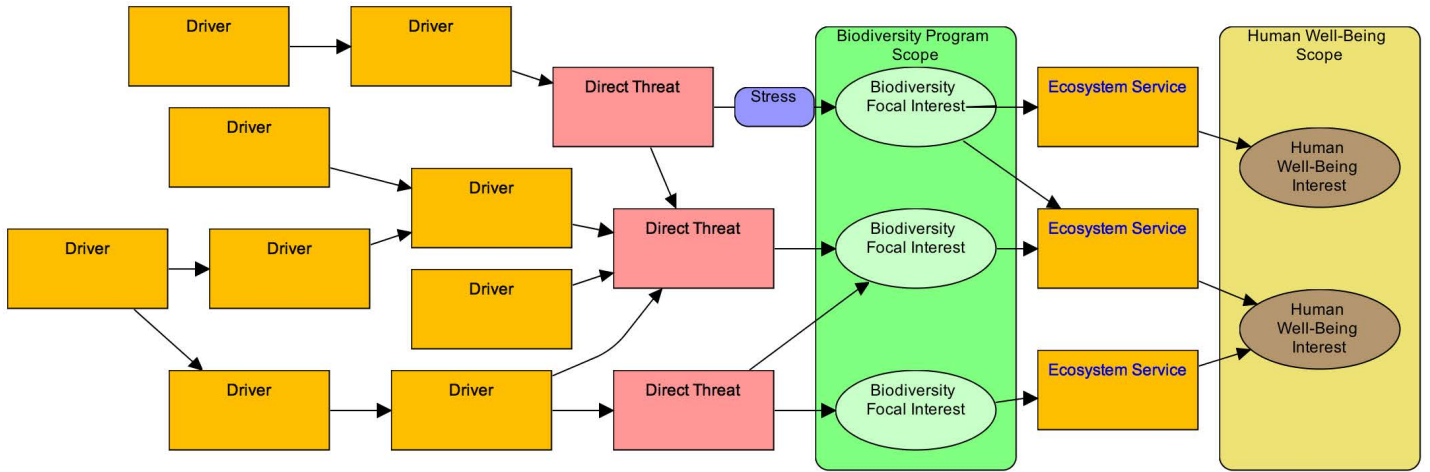 Driver
Driver
Biodiversity Program
Scope
Human Well-Being
Scope
Direct Threat
Stress
Biodiversity
Focal Interest
Ecosystem Service
Driver
Human
Well-Being
Interest
Driver
Driver
Driver
Direct Threat
Biodiversity
Focal Interest
Ecosystem Service
Driver
Human
Well-Being
Interest
Driver
Driver
Direct Threat
Biodiversity
Focal Interest
Ecosystem Service